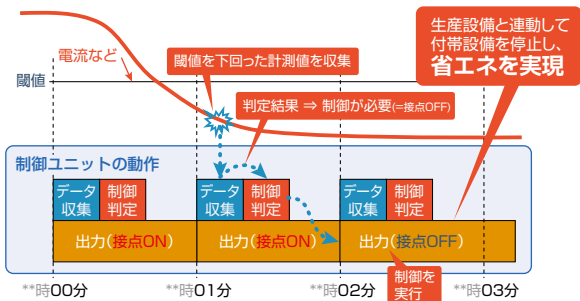 生産設備と連動して
付帯設備を停止し、
省エネを実現
電流など
閾値を下回った計測値を収集
閾値
判定結果 ⇒ 制御が必要(=接点OFF)
制御ユニットの動作
データ
収集
制御
判定
データ
収集
制御
判定
データ
収集
制御
判定
出力(接点ON)
出力(接点ON)
出力(接点OFF)
制御を
実行
**時00分
**時01分
**時02分
**時03分